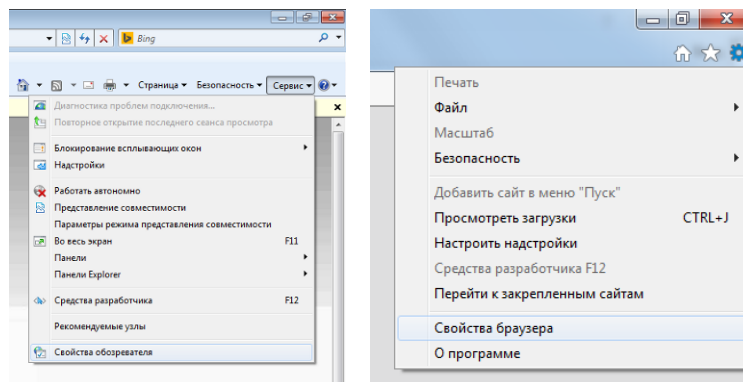 Bing
Страница Безопасность Сервис
Диагностика проблем подключения...
Повторное открытие последнего сеанса просмотра
Блокирование всплывающих окон
Надстройки
Работать автономно
Представление совместимости
Параметры режима представления совместимости
Во весь экран F11
Панели
Панели Explorer
Средства разработчика F12
Рекомендуемые узлы
Свойства обозревателя
Печать
Файл
Масштаб
Безопасность
Добавить сайт в меню "Пуск"
Просмотреть загрузки CTRL+J
Настроить надстройки
Средства разработчика F12
Перейти к закрепленным сайтам
Свойства браузера
О программе